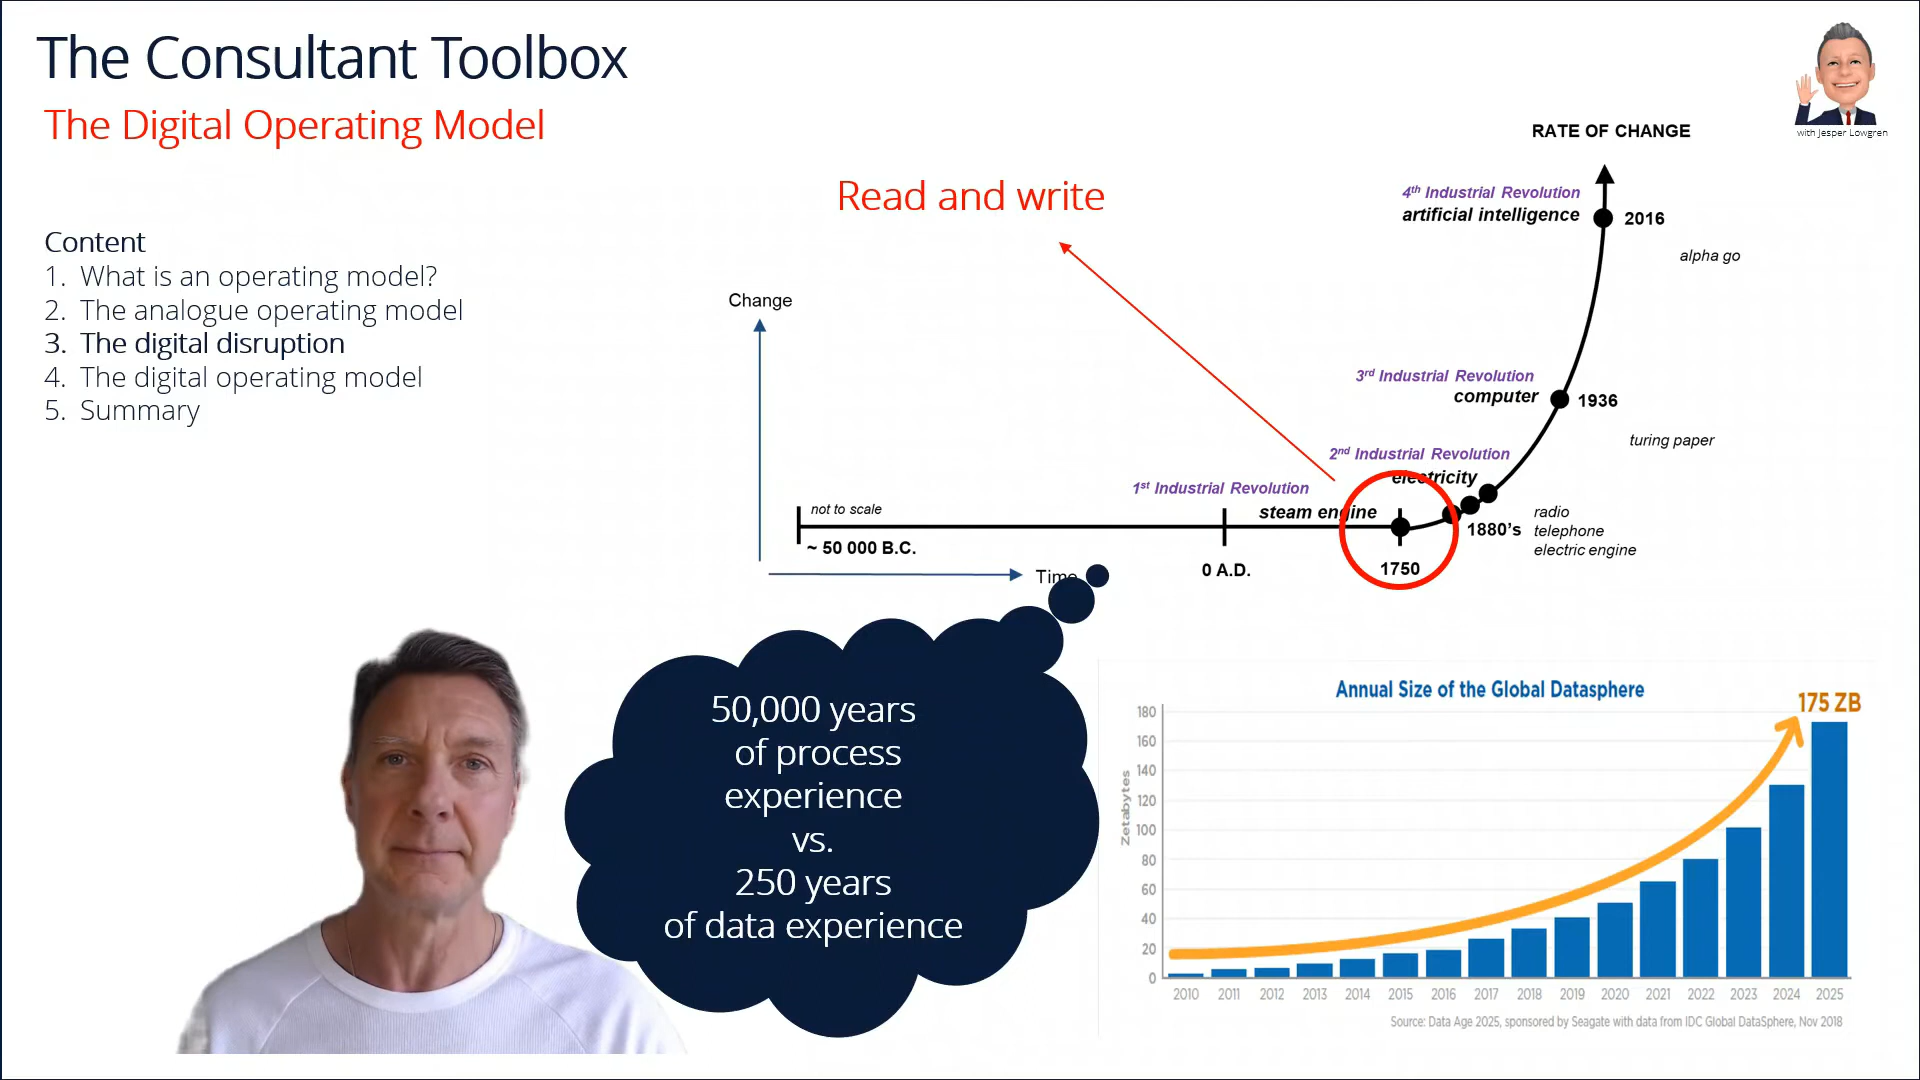 The Consultant Toolbox
The Digital Operating Model
with Jesper Lowgren
Content
1. What is an operating model?
2. The analogue operating model
3. The digital disruption
4. The digital operating model
5. Summary
Read and write
RATE OF CHANGE
4th Industrial Revolution
artificial intelligence
2016
alpha go
Change
3rd Industrial Revolution
computer
1936
turing paper
2nd Industrial Revolution
electricity
1st Industrial Revolution
steam engine
not to scale
~ 50 000 B.C.
0 A.D.
1750
1880's
radio
telephone
electric engine
Time
50,000 years
of process
experience
vs.
250 years
of data experience
Annual Size of the Global Datasphere
175 ZB
Zetabytes
180
160
140
120
100
80
60
40
20
0
2010 2011 2012 2013 2014 2015 2016 2017 2018 2019 2020 2021 2022 2023 2024 2025
Source: Data Age 2025, sponsored by Seagate with data from IDC Global DataSphere, Nov 2018